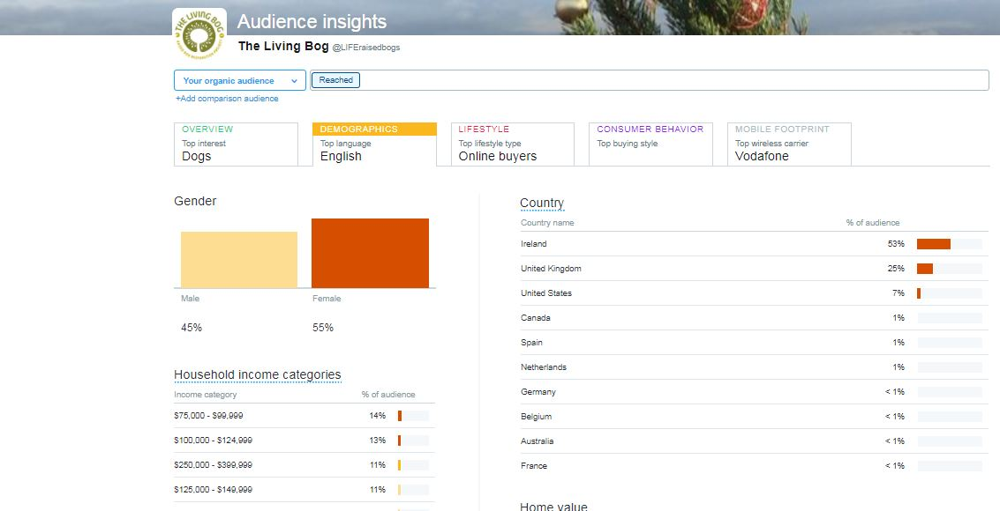 THE LIVING BOG
Audience insights
The Living Bog @LIFEraisedbogs
Your organic audience
Reached
+Add comparison audience
OVERVIEW
Top interest
Dogs
DEMOGRAPHICS
Top language
English
LIFESTYLE
Top lifestyle type
Online buyers
CONSUMER BEHAVIOR
Top buying style
MOBILE FOOTPRINT
Top wireless carrier
Vodafone
Gender
Male Female
45% 55%
Household income categories
Income category % of audience
$75,000 - $99,999 14%
$100,000 - $124,999 13%
$250,000 - $399,999 11%
$125,000 - $149,999 11%
Country
Country name % of audience
Ireland 53%
United Kingdom 25%
United States 7%
Canada 1%
Spain 1%
Netherlands 1%
Germany < 1%
Belgium < 1%
Australia < 1%
France < 1%
Home value